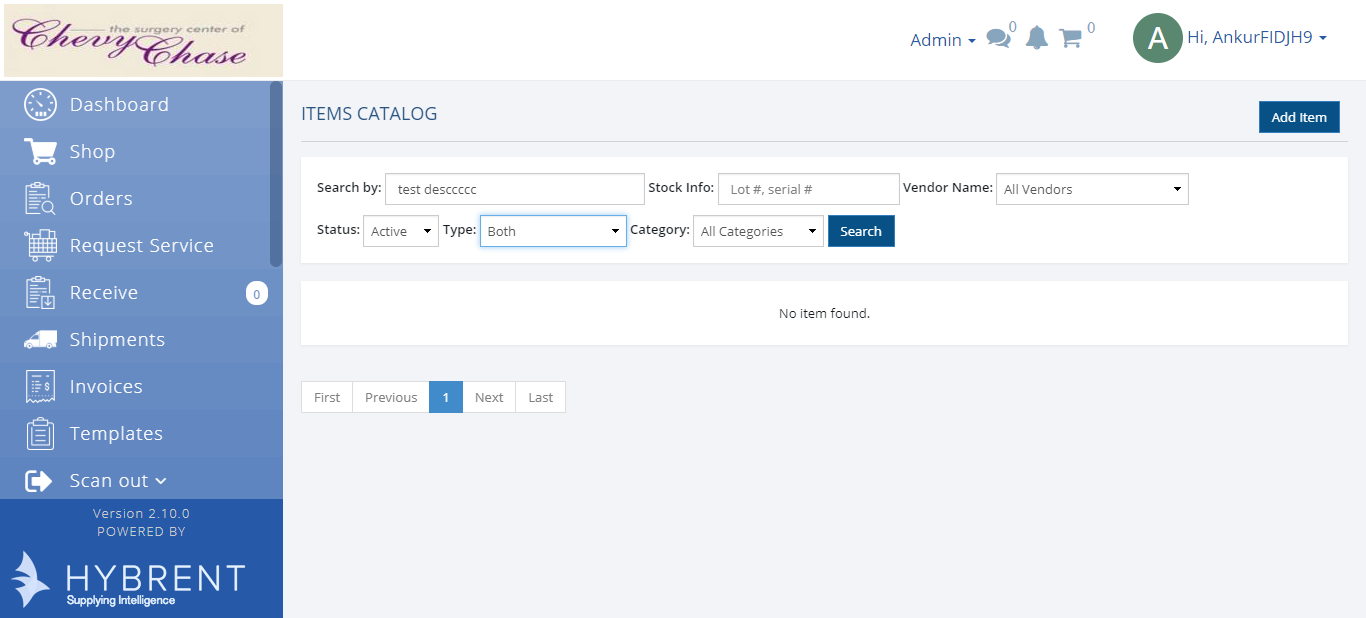 the surgery center of
Chevy Chase
Admin 0 0 A Hi, AnkurFIDJH9
Dashboard
Shop
Orders
Request Service
Receive 0
Shipments
Invoices
Templates
Scan out
Version 2.10.0
POWERED BY
HYBRENT
Supplying Intelligence
ITEMS CATALOG Add Item
Search by: test desccccc Stock Info: Lot #, serial # Vendor Name: All Vendors
Status: Active Type: Both Category: All Categories Search
No item found.
First Previous 1 Next Last